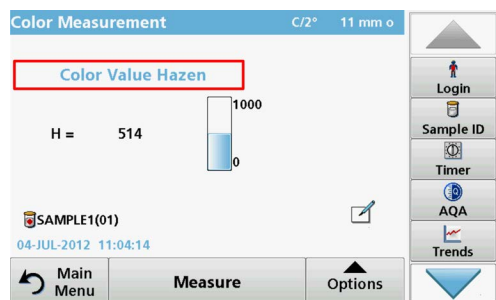 Color Measurement C/2° 11 mm o
Color Value Hazen
1000
H = 514
0
SAMPLE1(01)
04-JUL-2012 11:04:14
Main Menu
Measure
Options
Login
Sample ID
Timer
AQA
Trends